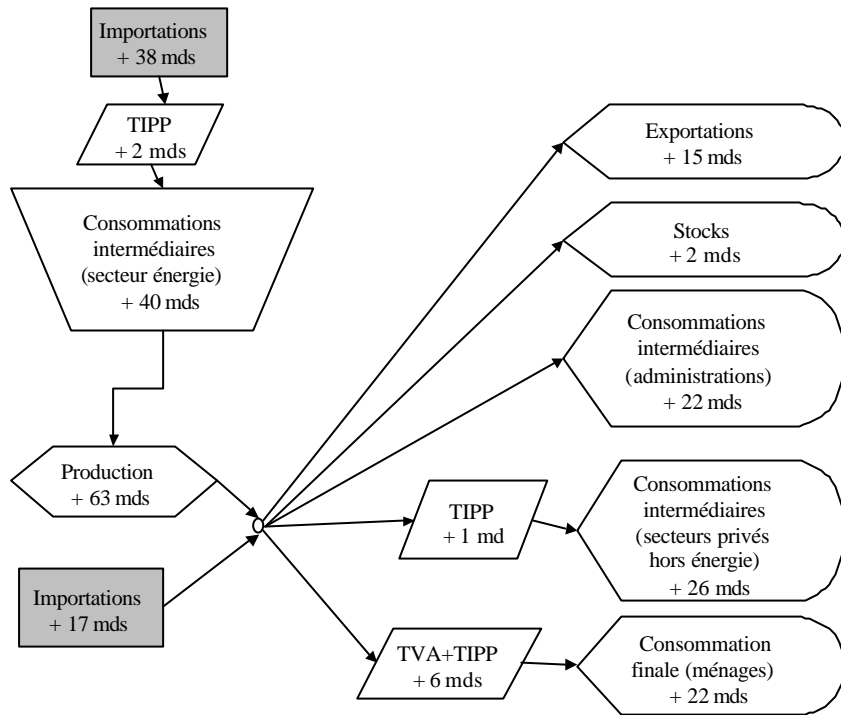 Importations
+ 38 mds
TIPP
+ 2 mds
Consommations
intermédiaires
(secteur énergie)
+ 40 mds
Production
+ 63 mds
Importations
+ 17 mds
Exportations
+ 15 mds
Stocks
+ 2 mds
Consommations
intermédiaires
(administrations)
+ 22 mds
TIPP
+ 1 md
Consommations
intermédiaires
(secteurs privés
hors énergie)
+ 26 mds
TVA+TIPP
+ 6 mds
Consommation
finale (ménages)
+ 22 mds